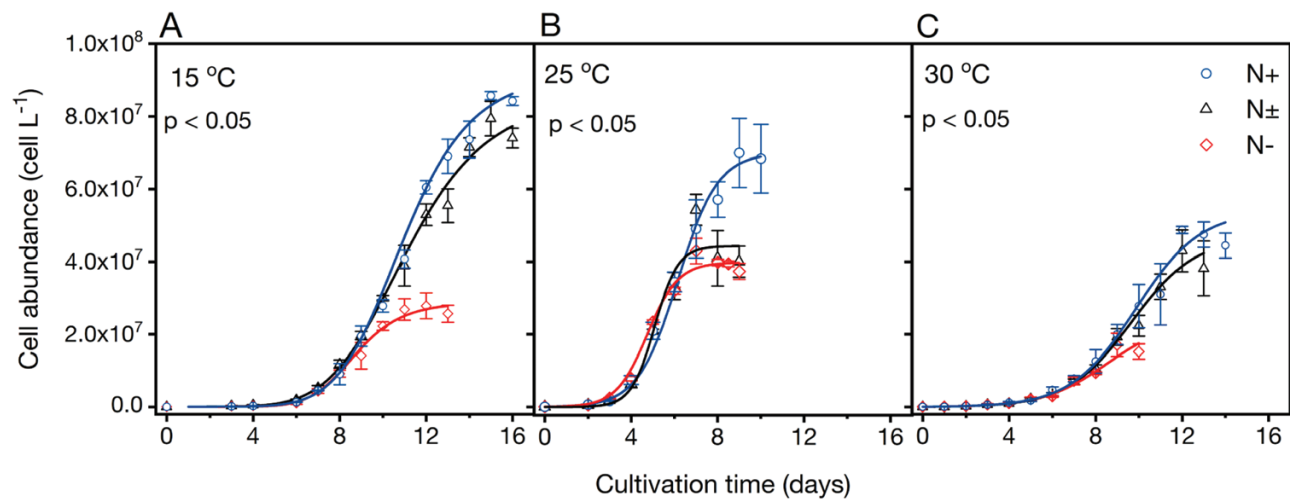 A
B
C
15 °C
p < 0.05
25 °C
p < 0.05
30 °C
p < 0.05
N+
N±
N-
Cell abundance (cell L⁻¹)
1.0x10⁸
8.0x10⁷
6.0x10⁷
4.0x10⁷
2.0x10⁷
0.0
0 4 8 12 16
0 4 8 12 16
0 4 8 12 16
Cultivation time (days)